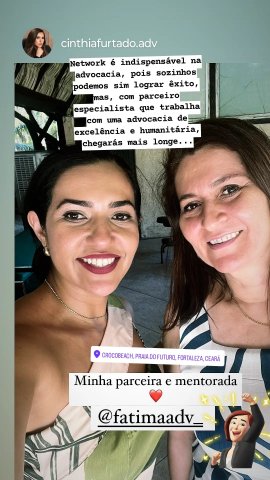 cinthiafurtado.adv
Network é indispensável na
advocacia, pois sozinhos
podemos sim lograr êxito,
mas, com parceiro
especialista que trabalha
com uma advocacia de
excelência e humanitária,
chegarás mais longe...
CROCOBEACH, PRAIA DO FUTURO, FORTALEZA, CEARÁ
Minha parceira e mentorada
@fatimaadv_